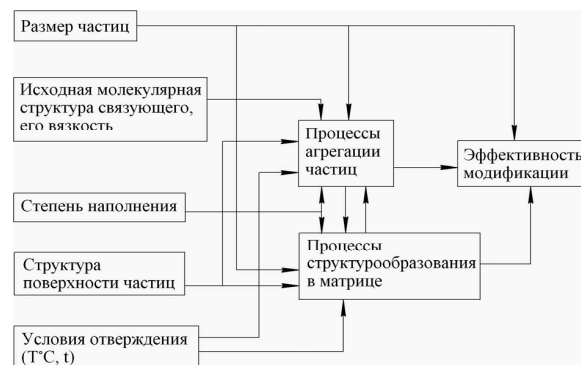 Размер частиц
Исходная молекулярная
структура связующего,
его вязкость
Процессы
агрегации
частиц
Эффективность
модификации
Степень наполнения
Процессы
структурообразования
в матрице
Структура
поверхности частиц
Условия отверждения
(T°C, t)